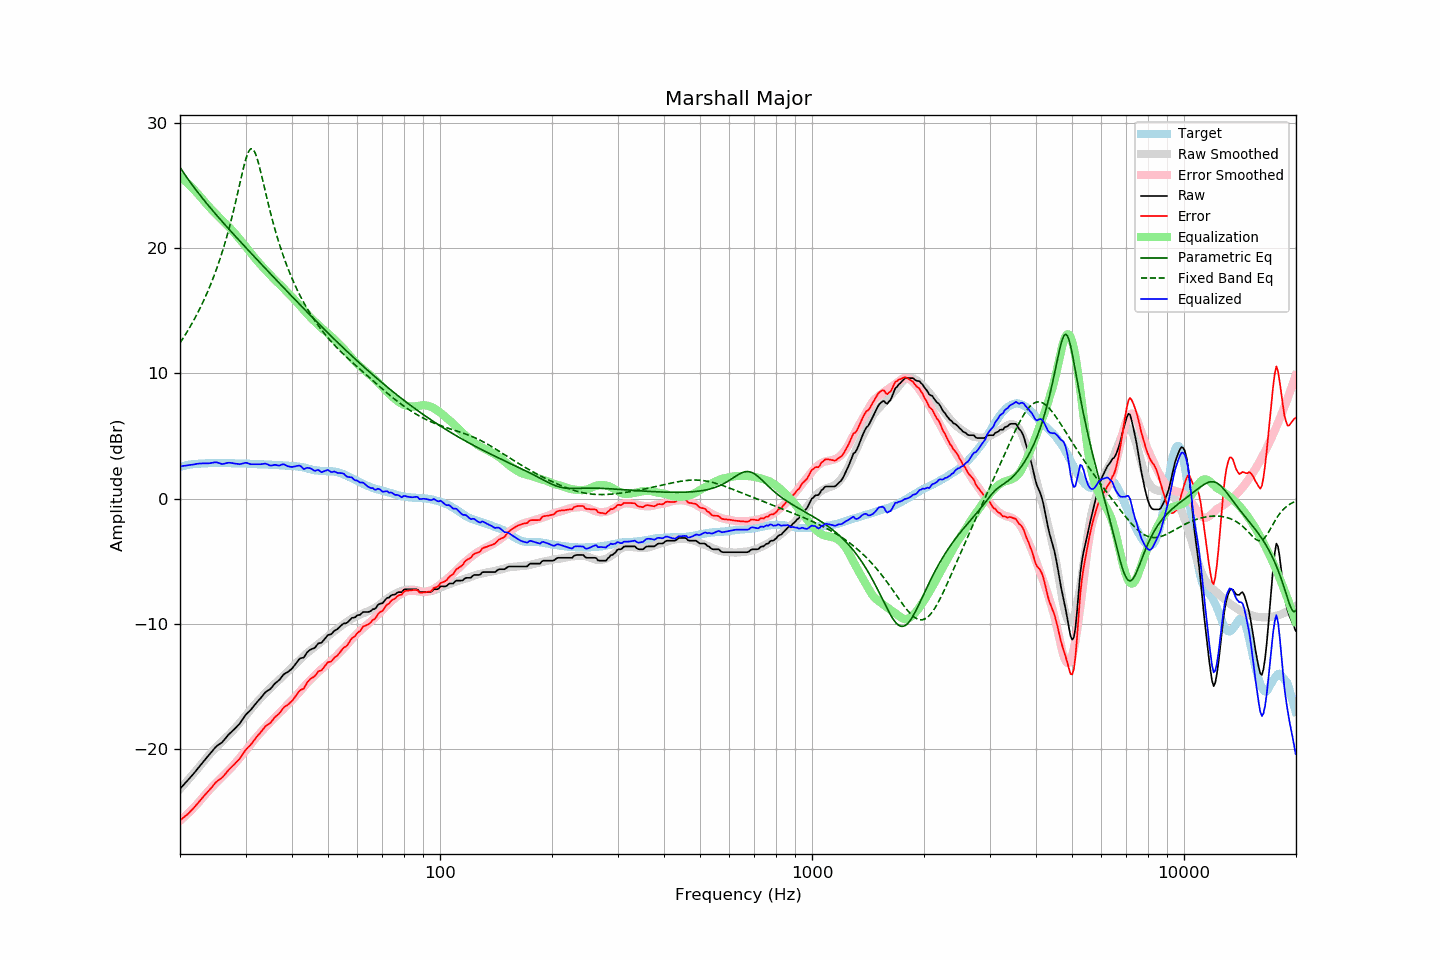 Marshall Major
30
20
10
0
−10
−20
Amplitude (dBr)
Target
Raw Smoothed
Error Smoothed
Raw
Error
Equalization
Parametric Eq
Fixed Band Eq
Equalized
100
1000
10000
Frequency (Hz)